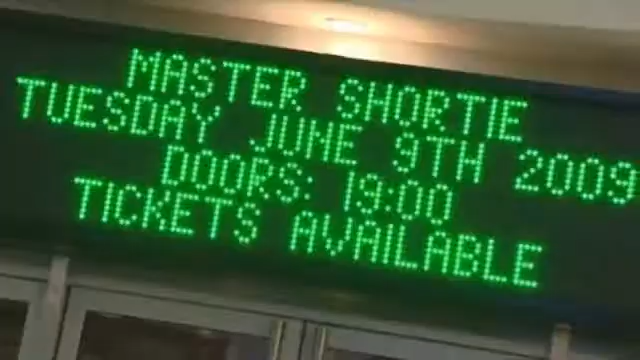 MASTER SHORTIE
TUESDAY JUNE 9TH 2009
DOORS: 19:00
TICKETS AVAILABLE